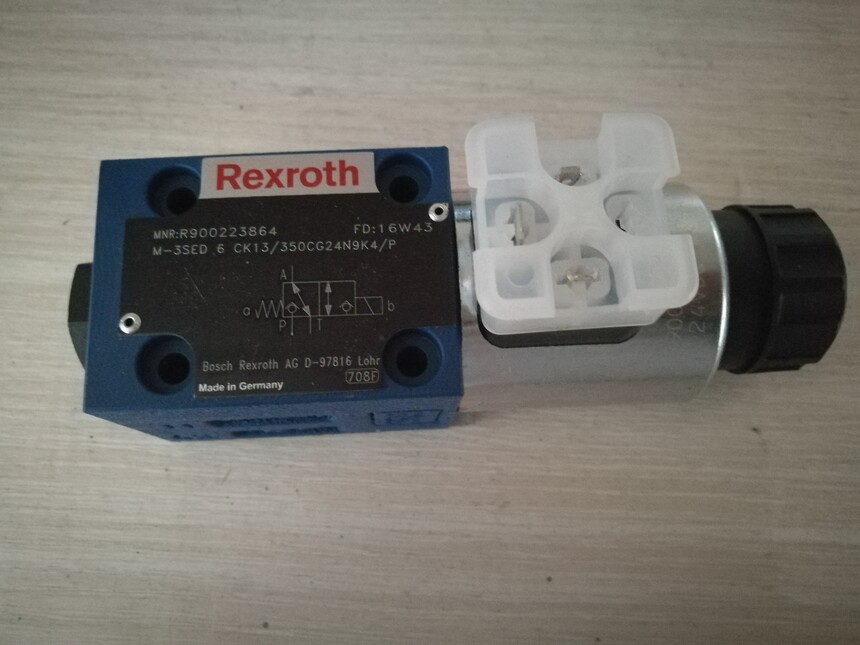 Rexroth
MNR:R900223864 FD:16W43
M-3SED 6 CK13/350CG24N9K4/P
A
a b
P T
Bosch Rexroth AG D-97816 Lohr
Made in Germany 708F